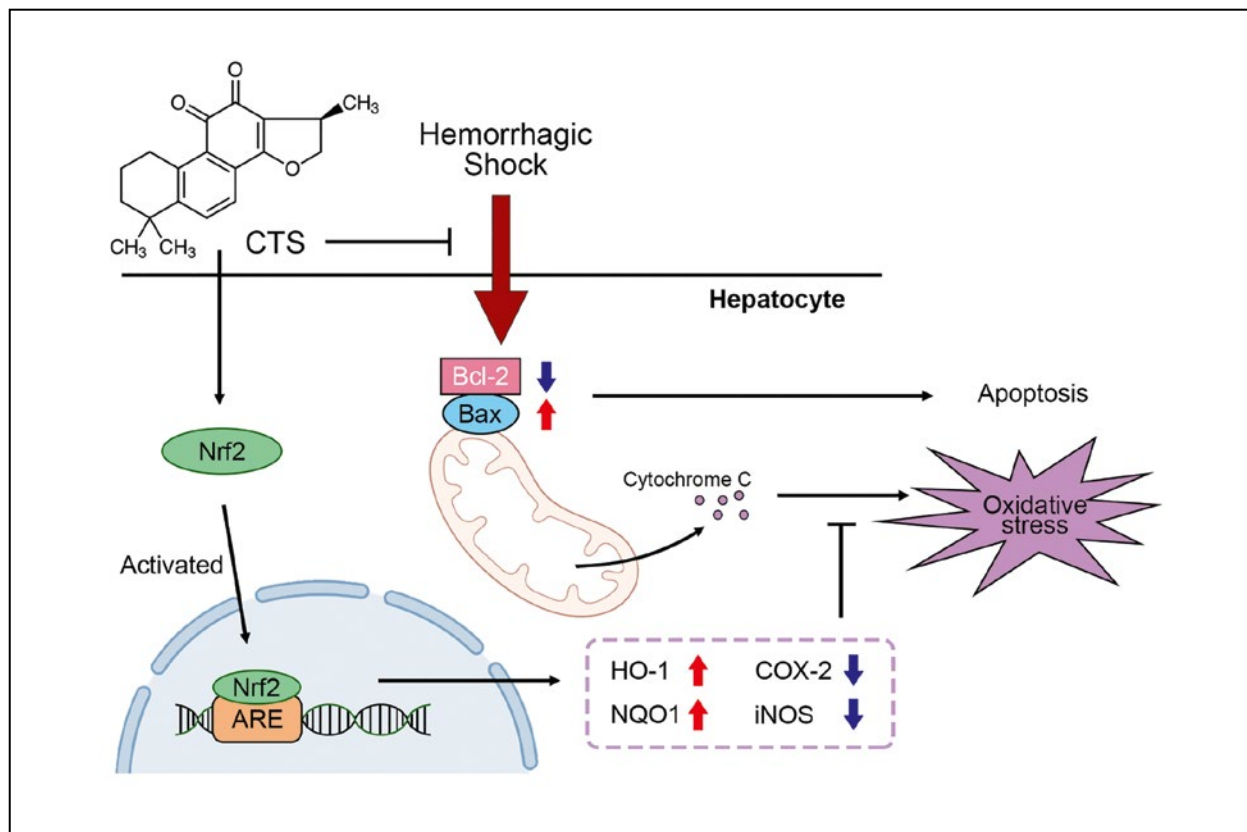 O
O
CH3
O
CH3 CH3
CTS
Hemorrhagic
Shock
Hepatocyte
Bcl-2
Bax
Apoptosis
Nrf2
Cytochrome C
Oxidative
stress
Activated
Nrf2
ARE
HO-1 COX-2
NQO1 iNOS